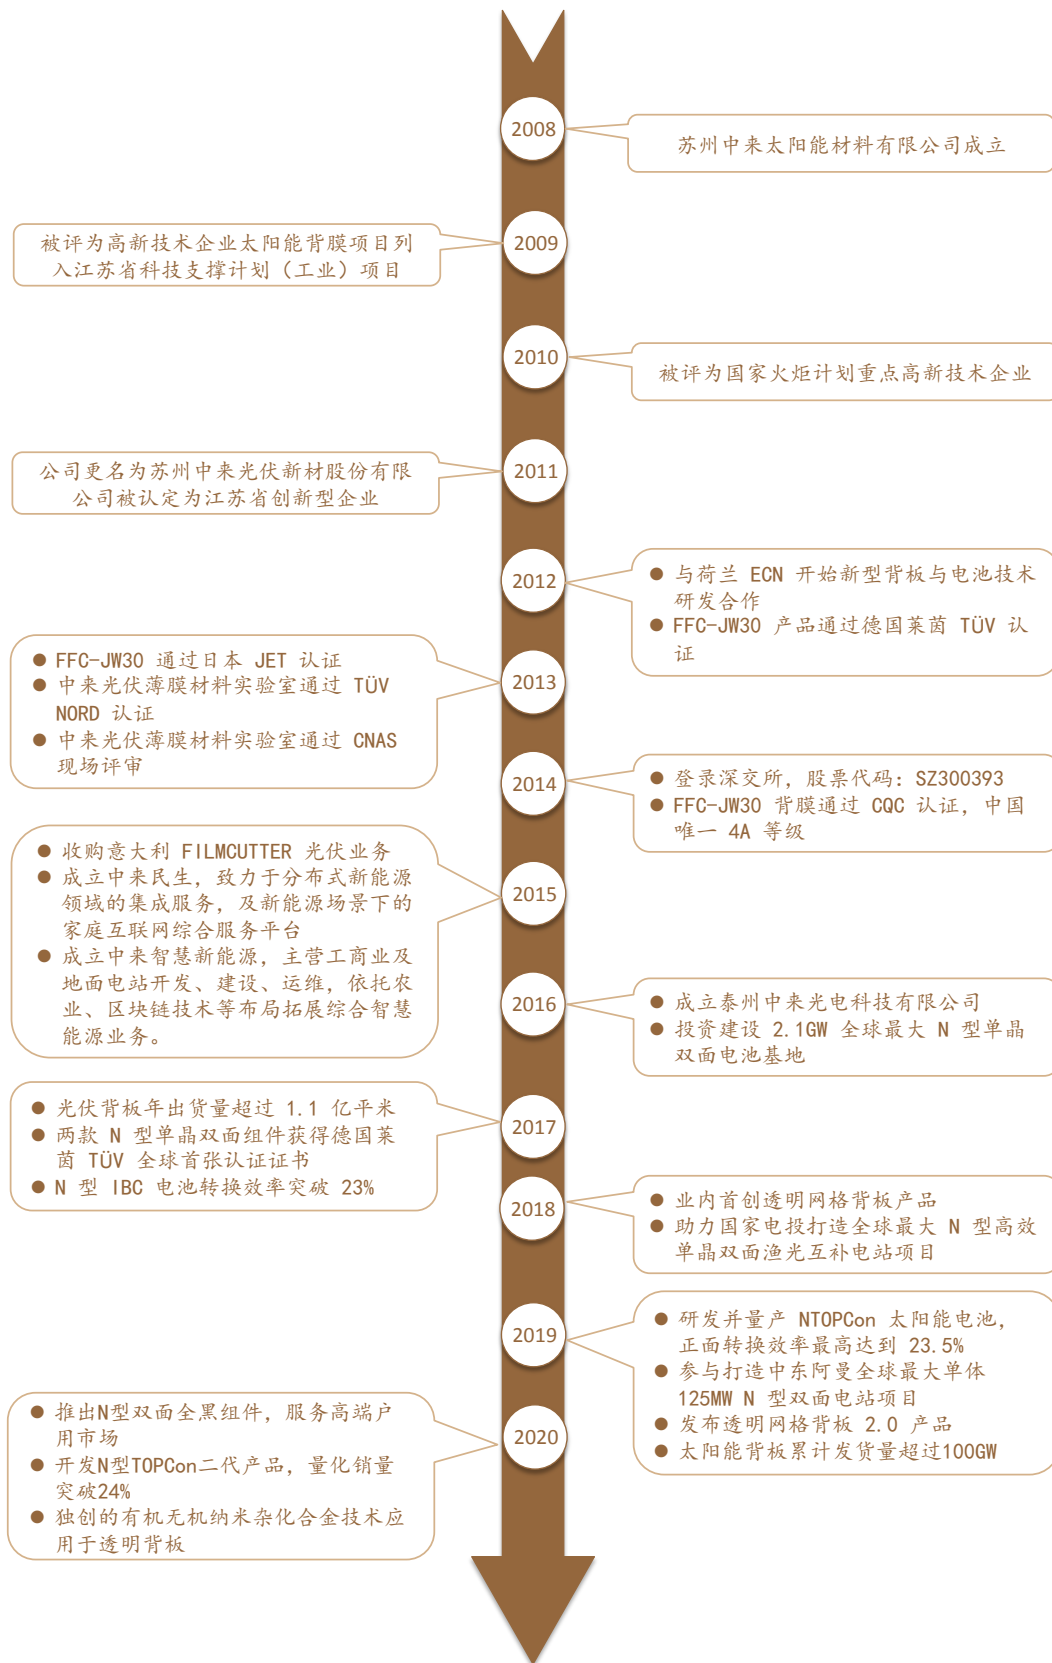 2008
苏州中来太阳能材料有限公司成立
2009
被评为高新技术企业太阳能背膜项目列
入江苏省科技支撑计划（工业）项目
2010
被评为国家火炬计划重点高新技术企业
2011
公司更名为苏州中来光伏新材股份有限
公司被认定为江苏省创新型企业
2012
● 与荷兰 ECN 开始新型背板与电池技术
研发合作
● FFC-JW30 产品通过德国莱茵 TÜV 认
证
2013
● FFC-JW30 通过日本 JET 认证
● 中来光伏薄膜材料实验室通过 TÜV
NORD 认证
● 中来光伏薄膜材料实验室通过 CNAS
现场评审
2014
● 登录深交所，股票代码：SZ300393
● FFC-JW30 背膜通过 CQC 认证，中国
唯一 4A 等级
2015
● 收购意大利 FILMCUTTER 光伏业务
● 成立中来民生，致力于分布式新能源
领域的集成服务，及新能源场景下的
家庭互联网综合服务平台
● 成立中来智慧新能源，主营工商业及
地面电站开发、建设、运维，依托农
业、区块链技术等布局拓展综合智慧
能源业务。
2016
● 成立泰州中来光电科技有限公司
● 投资建设 2.1GW 全球最大 N 型单晶
双面电池基地
2017
● 光伏背板年出货量超过 1.1 亿平米
● 两款 N 型单晶双面组件获得德国莱
茵 TÜV 全球首张认证证书
● N 型 IBC 电池转换效率突破 23%
2018
● 业内首创透明网格背板产品
● 助力国家电投打造全球最大 N 型高效
单晶双面渔光互补电站项目
2019
● 研发并量产 NTOPCon 太阳能电池，
正面转换效率最高达到 23.5%
● 参与打造中东阿曼全球最大单体
125MW N 型双面电站项目
● 发布透明网格背板 2.0 产品
● 太阳能背板累计发货量超过100GW
2020
● 推出N型双面全黑组件，服务高端户
用市场
● 开发N型TOPCon二代产品，量化销量
突破24%
● 独创的有机无机纳米杂化合金技术应
用于透明背板